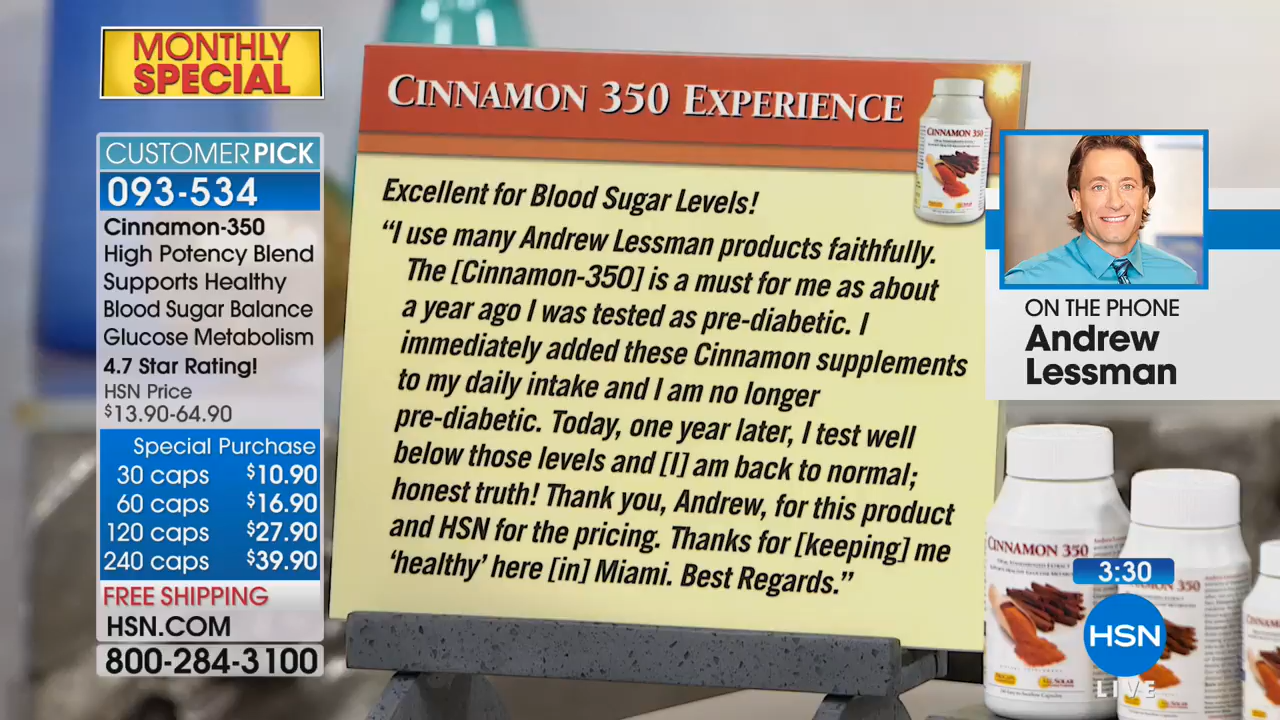 MONTHLY
SPECIAL
CUSTOMER PICK
093-534
Cinnamon-350
High Potency Blend
Supports Healthy
Blood Sugar Balance
Glucose Metabolism
4.7 Star Rating!
HSN Price
$13.90-64.90
Special Purchase
30 caps $10.90
60 caps $16.90
120 caps $27.90
240 caps $39.90
FREE SHIPPING
HSN.COM
800-284-3100
CINNAMON 350 EXPERIENCE
CINNAMON 350
Excellent for Blood Sugar Levels!
“I use many Andrew Lessman products faithfully.
The [Cinnamon-350] is a must for me as about
a year ago I was tested as pre-diabetic. I
immediately added these Cinnamon supplements
to my daily intake and I am no longer
pre-diabetic. Today, one year later, I test well
below those levels and [I] am back to normal;
honest truth! Thank you, Andrew, for this product
and HSN for the pricing. Thanks for [keeping] me
‘healthy’ here [in] Miami. Best Regards.”
ON THE PHONE
Andrew
Lessman
CINNAMON 350
3:30
HSN
LIVE